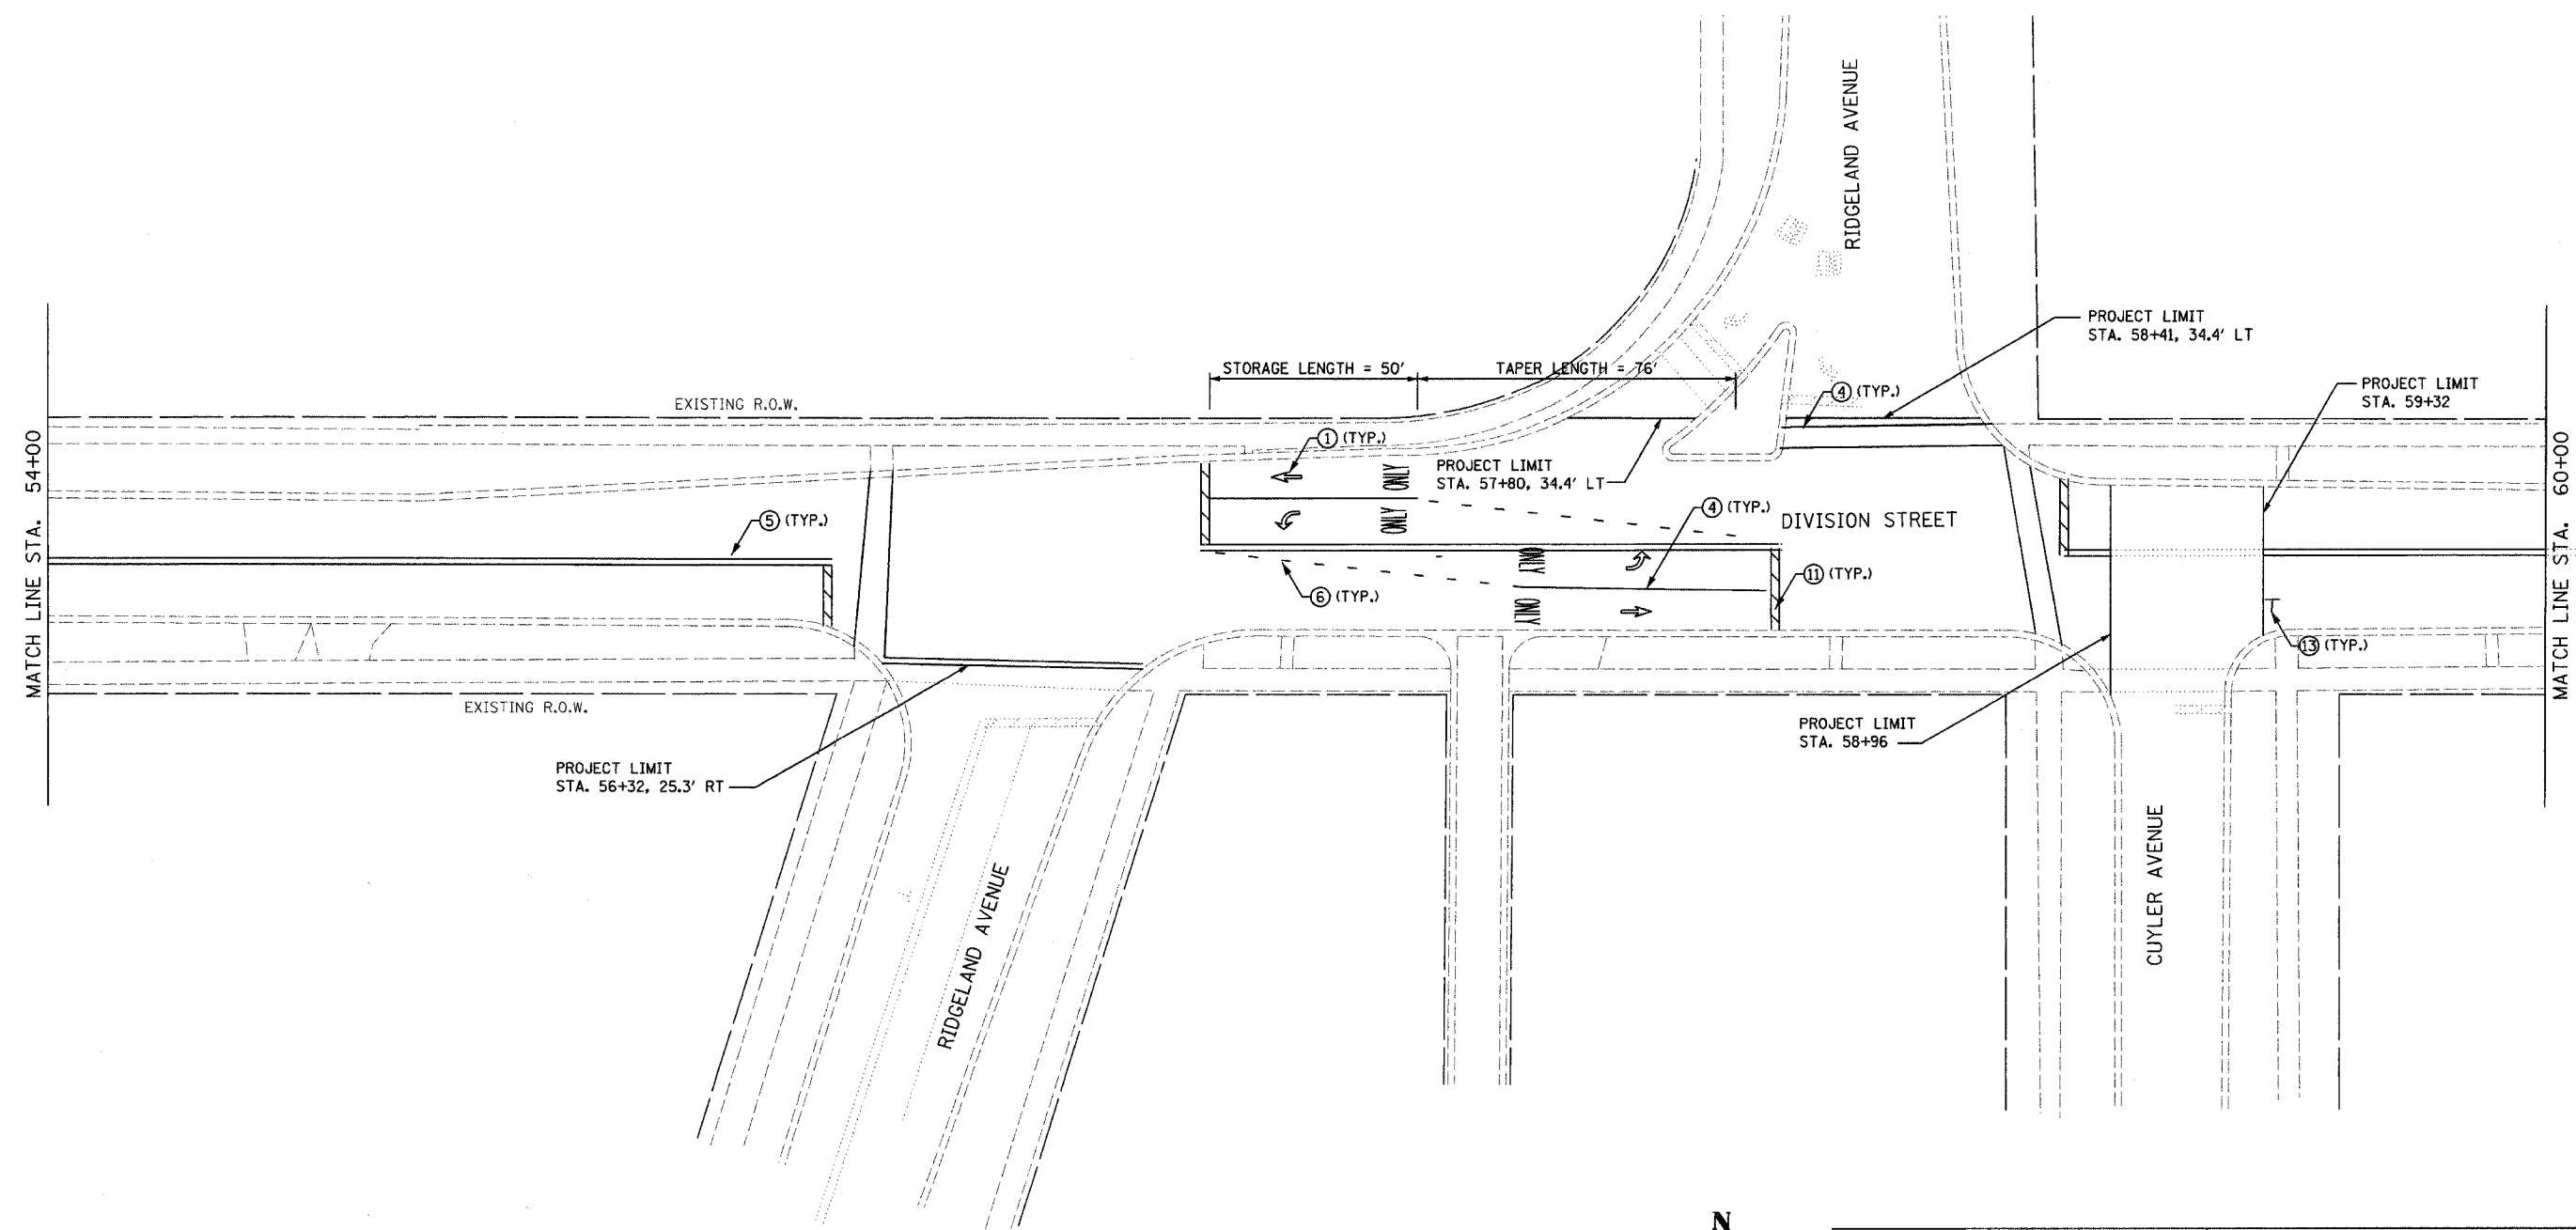 RIDGELAND AVENUE
PROJECT LIMIT
STA. 58+41, 34.4' LT
STORAGE LENGTH = 50'
TAPER LENGTH = 76'
PROJECT LIMIT
STA. 59+32
EXISTING R.O.W.
4 (TYP.)
1 (TYP.)
ONLY
PROJECT LIMIT
STA. 57+80, 34.4' LT
MATCH LINE STA. 54+00
5 (TYP.)
ONLY
4 (TYP.)
DIVISION STREET
MATCH LINE STA. 60+00
ONLY
11 (TYP.)
6 (TYP.)
ONLY
13 (TYP.)
EXISTING R.O.W.
PROJECT LIMIT
STA. 58+96
PROJECT LIMIT
STA. 56+32, 25.3' RT
RIDGELAND AVENUE
CUYLER AVENUE
N